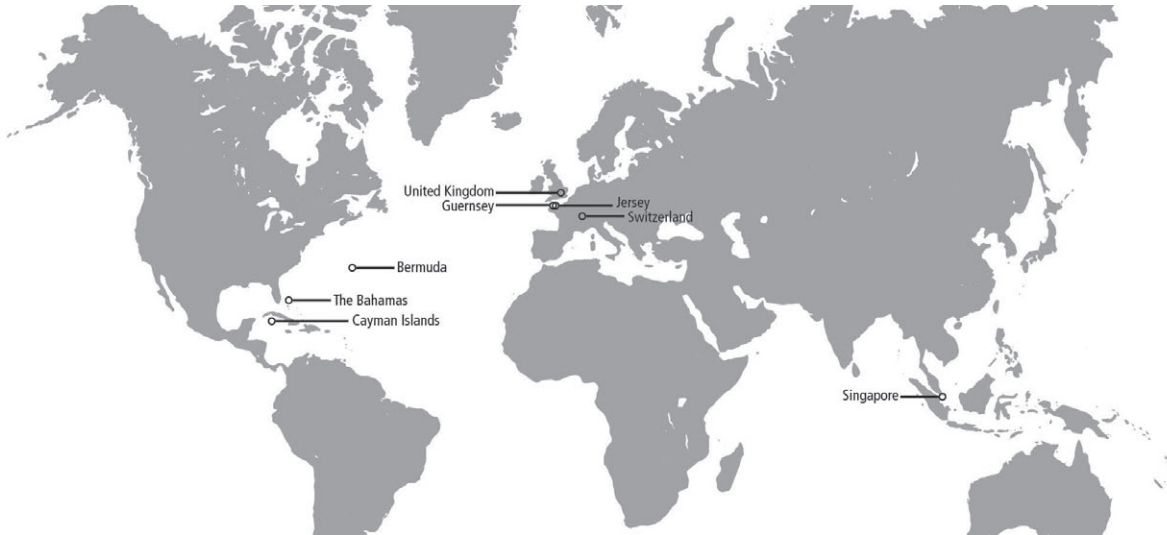 United Kingdom
Guernsey
Jersey
Switzerland
Bermuda
The Bahamas
Cayman Islands
Singapore